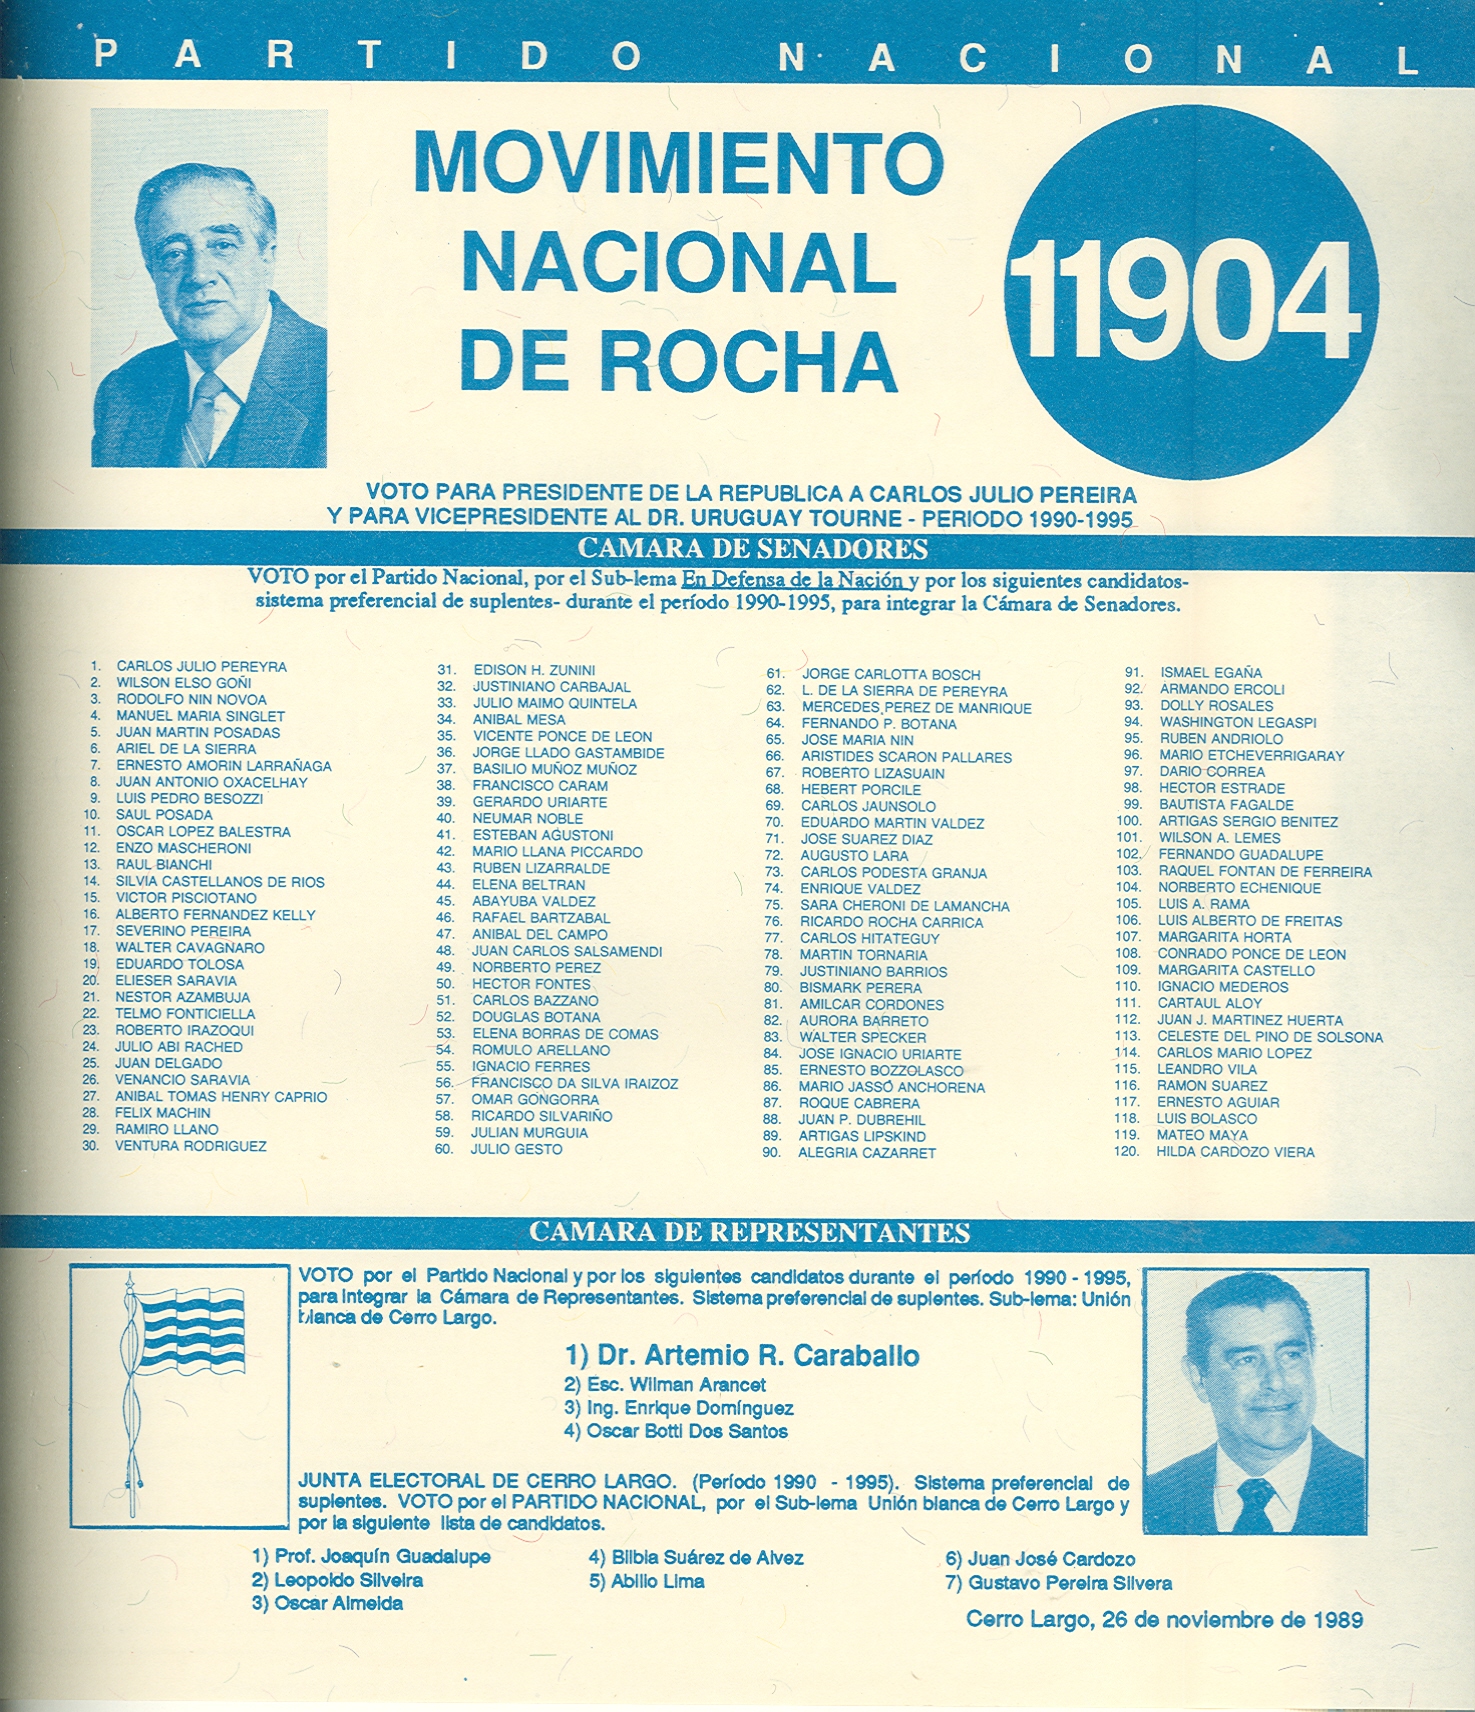 PARTIDO NACIONAL
MOVIMIENTO
NACIONAL
DE ROCHA
11904
VOTO PARA PRESIDENTE DE LA REPUBLICA A CARLOS JULIO PEREIRA
Y PARA VICEPRESIDENTE AL DR. URUGUAY TOURNE - PERIODO 1990-1995
CAMARA DE SENADORES
VOTO por el Partido Nacional, por el Sub-lema En Defensa de la Nación y por los siguientes candidatos-
sistema preferencial de suplentes- durante el período 1990-1995, para integrar la Cámara de Senadores.
1. CARLOS JULIO PEREYRA
2. WILSON ELSO GOÑI
3. RODOLFO NIN NOVOA
4. MANUEL MARIA SINGLET
5. JUAN MARTIN POSADAS
6. ARIEL DE LA SIERRA
7. ERNESTO AMORIN LARRAÑAGA
8. JUAN ANTONIO OXACELHAY
9. LUIS PEDRO BESOZZI
10. SAUL POSADA
11. OSCAR LOPEZ BALESTRA
12. ENZO MASCHERONI
13. RAUL BIANCHI
14. SILVIA CASTELLANOS DE RIOS
15. VICTOR PISCIOTANO
16. ALBERTO FERNANDEZ KELLY
17. SEVERINO PEREIRA
18. WALTER CAVAGNARO
19. EDUARDO TOLOSA
20. ELIESER SARAVIA
21. NESTOR AZAMBUJA
22. TELMO FONTICIELLA
23. ROBERTO IRAZOQUI
24. JULIO ABI RACHED
25. JUAN DELGADO
26. VENANCIO SARAVIA
27. ANIBAL TOMAS HENRY CAPRIO
28. FELIX MACHIN
29. RAMIRO LLANO
30. VENTURA RODRIGUEZ
31. EDISON H. ZUNINI
32. JUSTINIANO CARBAJAL
33. JULIO MAIMO QUINTELA
34. ANIBAL MESA
35. VICENTE PONCE DE LEON
36. JORGE LLADO GASTAMBIDE
37. BASILIO MUÑOZ MUÑOZ
38. FRANCISCO CARAM
39. GERARDO URIARTE
40. NEUMAR NOBLE
41. ESTEBAN AGUSTONI
42. MARIO LLANA PICCARDO
43. RUBEN LIZARRALDE
44. ELENA BELTRAN
45. ABAYUBA VALDEZ
46. RAFAEL BARTZABAL
47. ANIBAL DEL CAMPO
48. JUAN CARLOS SALSAMENDI
49. NORBERTO PEREZ
50. HECTOR FONTES
51. CARLOS BAZZANO
52. DOUGLAS BOTANA
53. ELENA BORRAS DE COMAS
54. ROMULO ARELLANO
55. IGNACIO FERRES
56. FRANCISCO DA SILVA IRAIZOZ
57. OMAR GONGORRA
58. RICARDO SILVARIÑO
59. JULIAN MURGUIA
60. JULIO GESTO
61. JORGE CARLOTTA BOSCH
62. L. DE LA SIERRA DE PEREYRA
63. MERCEDES PEREZ DE MANRIQUE
64. FERNANDO P. BOTANA
65. JOSE MARIA NIN
66. ARISTIDES SCARON PALLARES
67. ROBERTO LIZASUAIN
68. HEBERT PORCILE
69. CARLOS JAUNSOLO
70. EDUARDO MARTIN VALDEZ
71. JOSE SUAREZ DIAZ
72. AUGUSTO LARA
73. CARLOS PODESTA GRANJA
74. ENRIQUE VALDEZ
75. SARA CHERONI DE LAMANCHA
76. RICARDO ROCHA CARRICA
77. CARLOS HITATEGUY
78. MARTIN TORNARIA
79. JUSTINIANO BARRIOS
80. BISMARK PERERA
81. AMILCAR CORDONES
82. AURORA BARRETO
83. WALTER SPECKER
84. JOSE IGNACIO URIARTE
85. ERNESTO BOZZOLASCO
86. MARIO JASSO ANCHORENA
87. ROQUE CABRERA
88. JUAN P. DUBREHIL
89. ARTIGAS LIPSKIND
90. ALEGRIA CAZARRET
91. ISMAEL EGAÑA
92. ARMANDO ERCOLI
93. DOLLY ROSALES
94. WASHINGTON LEGASPI
95. RUBEN ANDRIOLO
96. MARIO ETCHEVERRIGARAY
97. DARIO CORREA
98. HECTOR ESTRADE
99. BAUTISTA FAGALDE
100. ARTIGAS SERGIO BENITEZ
101. WILSON A. LEMES
102. FERNANDO GUADALUPE
103. RAQUEL FONTAN DE FERREIRA
104. NORBERTO ECHENIQUE
105. LUIS A. RAMA
106. LUIS ALBERTO DE FREITAS
107. MARGARITA HORTA
108. CONRADO PONCE DE LEON
109. MARGARITA CASTELLO
110. IGNACIO MEDEROS
111. CARTAUL ALOY
112. JUAN J. MARTINEZ HUERTA
113. CELESTE DEL PINO DE SOLSONA
114. CARLOS MARIO LOPEZ
115. LEANDRO VILA
116. RAMON SUAREZ
117. ERNESTO AGUIAR
118. LUIS BOLASCO
119. MATEO MAYA
120. HILDA CARDOZO VIERA
CAMARA DE REPRESENTANTES
VOTO por el Partido Nacional y por los siguientes candidatos durante el período 1990 - 1995,
para integrar la Cámara de Representantes. Sistema preferencial de suplentes. Sub-lema: Unión
blanca de Cerro Largo.
1) Dr. Artemio R. Caraballo
2) Esc. Wilman Arancet
3) Ing. Enrique Domínguez
4) Oscar Botti Dos Santos
JUNTA ELECTORAL DE CERRO LARGO. (Período 1990 - 1995). Sistema preferencial de
suplentes. VOTO por el PARTIDO NACIONAL, por el Sub-lema Unión blanca de Cerro Largo y
por la siguiente lista de candidatos.
1) Prof. Joaquín Guadalupe
2) Leopoldo Silveira
3) Oscar Almeida
4) Bilbia Suárez de Alvez
5) Abilio Lima
6) Juan José Cardozo
7) Gustavo Pereira Silvera
Cerro Largo, 26 de noviembre de 1989